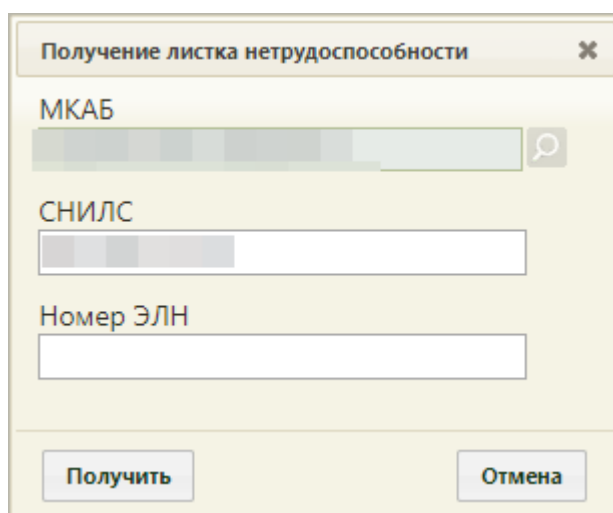 Получение листка нетрудоспособности
МКАБ
СНИЛС
Номер ЭЛН
Получить
Отмена